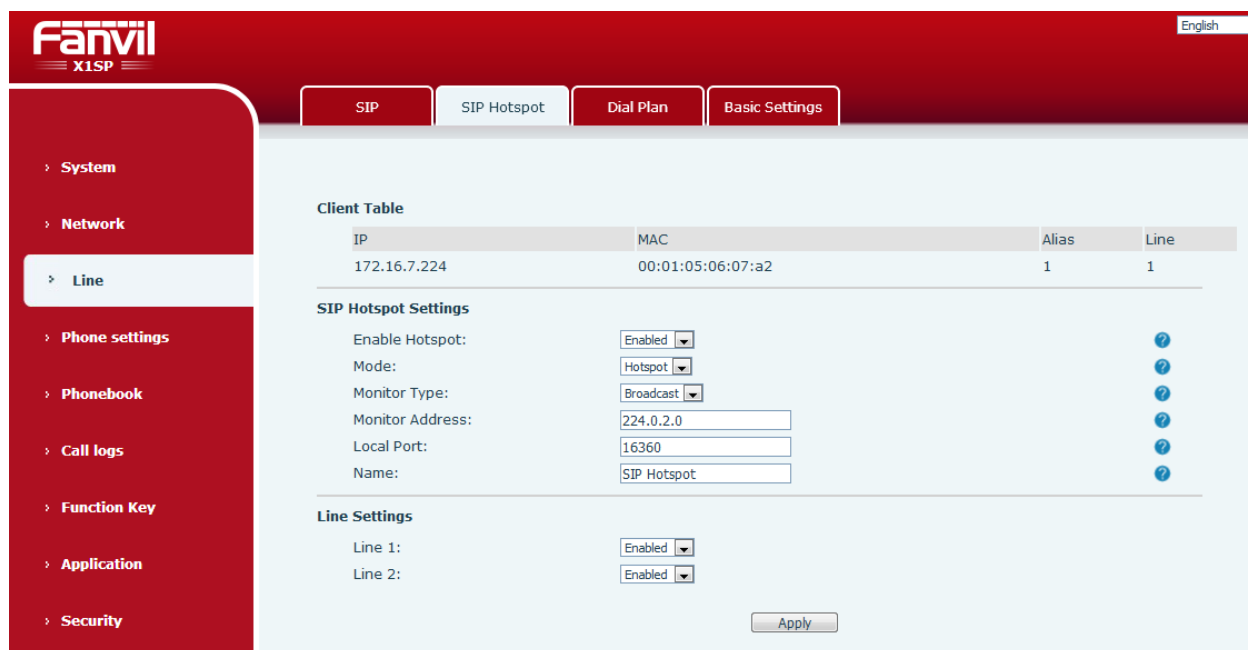 Fanvil
X1SP
English
SIP
SIP Hotspot
Dial Plan
Basic Settings
› System
› Network
› Line
› Phone settings
› Phonebook
› Call logs
› Function Key
› Application
› Security
Client Table
IP MAC Alias Line
172.16.7.224 00:01:05:06:07:a2 1 1
SIP Hotspot Settings
Enable Hotspot: Enabled ?
Mode: Hotspot ?
Monitor Type: Broadcast ?
Monitor Address: 224.0.2.0 ?
Local Port: 16360 ?
Name: SIP Hotspot ?
Line Settings
Line 1: Enabled
Line 2: Enabled
Apply